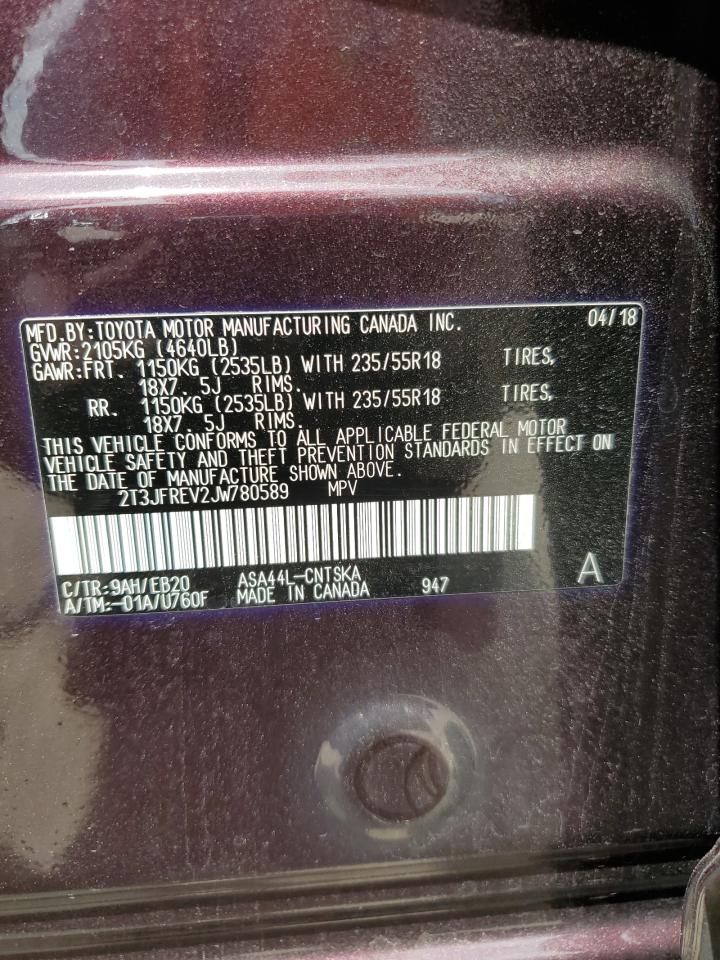 MFD.BY:TOYOTA MOTOR MANUFACTURING CANADA INC. 04/18
GVWR:2105KG (4640LB)
GAWR:FRT. 1150KG (2535LB) WITH 235/55R18 TIRES,
18X7. 5J RIMS.
RR. 1150KG (2535LB) WITH 235/55R18 TIRES,
18X7. 5J RIMS.
THIS VEHICLE CONFORMS TO ALL APPLICABLE FEDERAL MOTOR
VEHICLE SAFETY AND THEFT PREVENTION STANDARDS IN EFFECT ON
THE DATE OF MANUFACTURE SHOWN ABOVE.
2T3JFREV2JW780589 MPV
C/TR:9AH/EB20 ASA44L-CNTSKA
A/TM:-01A/U760F MADE IN CANADA 947 A